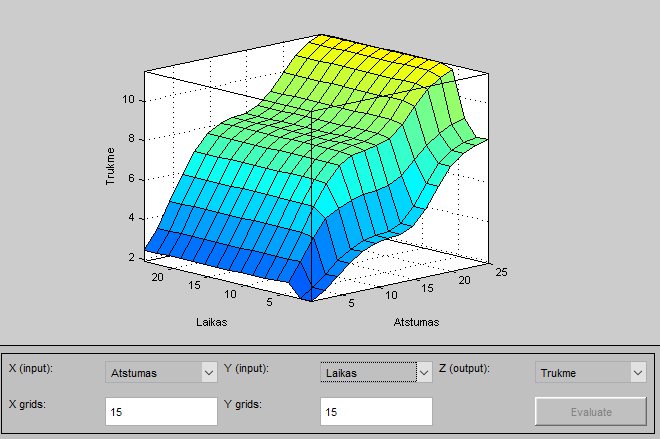 10
8
6
4
2
Trukme
20
15
10
5
Laikas
5
10
15
20
25
Atstumas
X (input): Atstumas Y (input): Laikas Z (output): Trukme
X grids: 15 Y grids: 15 Evaluate